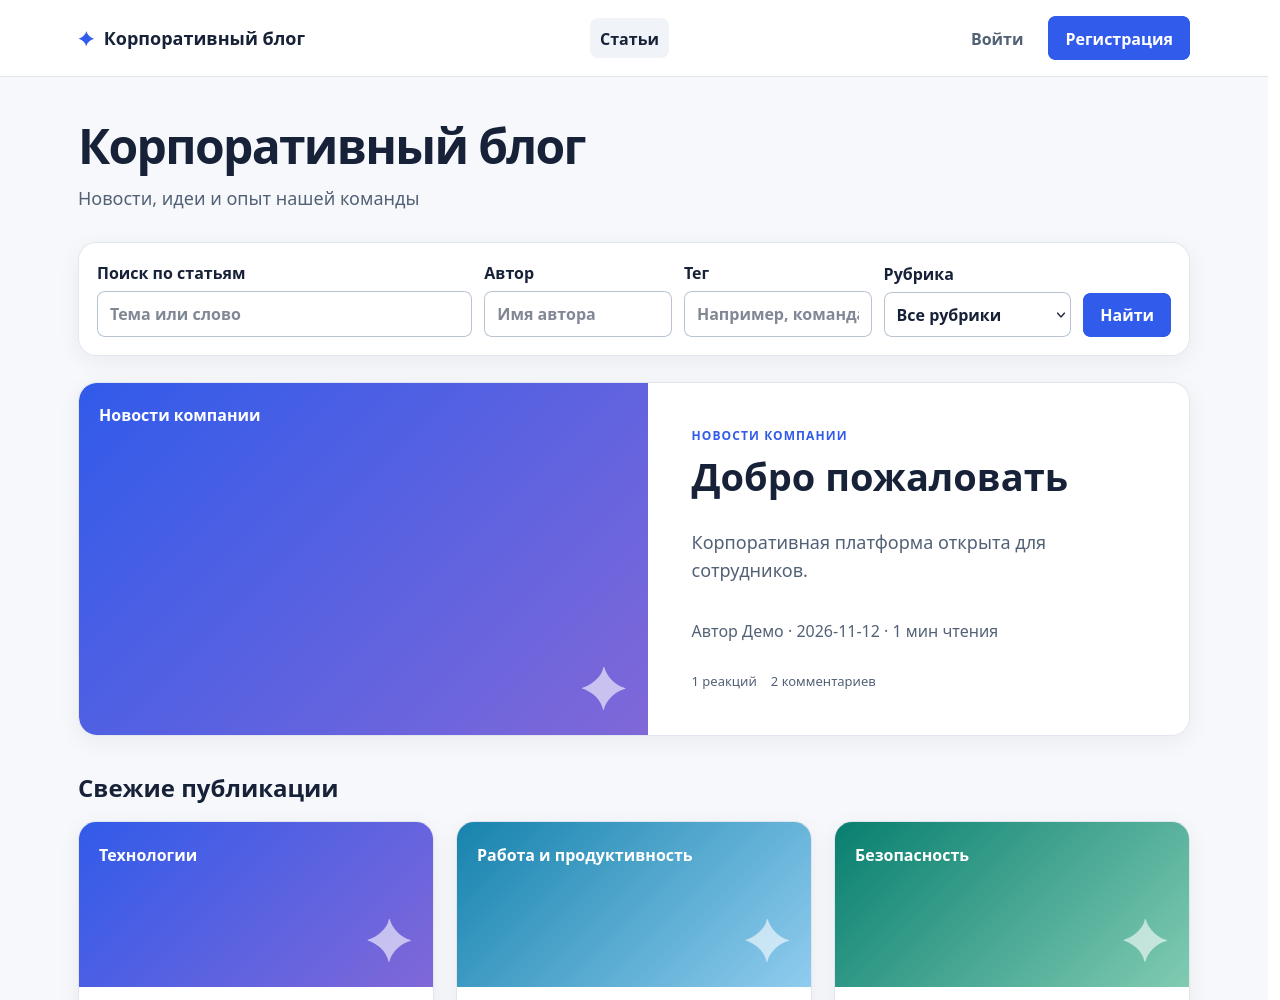 Корпоративный блог
Статьи
Войти
Регистрация
Корпоративный блог
Новости, идеи и опыт нашей команды
Поиск по статьям
Автор
Тег
Рубрика
Тема или слово
Имя автора
Например, команда
Все рубрики
Найти
Новости компании
НОВОСТИ КОМПАНИИ
Добро пожаловать
Корпоративная платформа открыта для
сотрудников.
Автор Демо · 2026-11-12 · 1 мин чтения
1 реакций 2 комментариев
Свежие публикации
Технологии
Работа и продуктивность
Безопасность